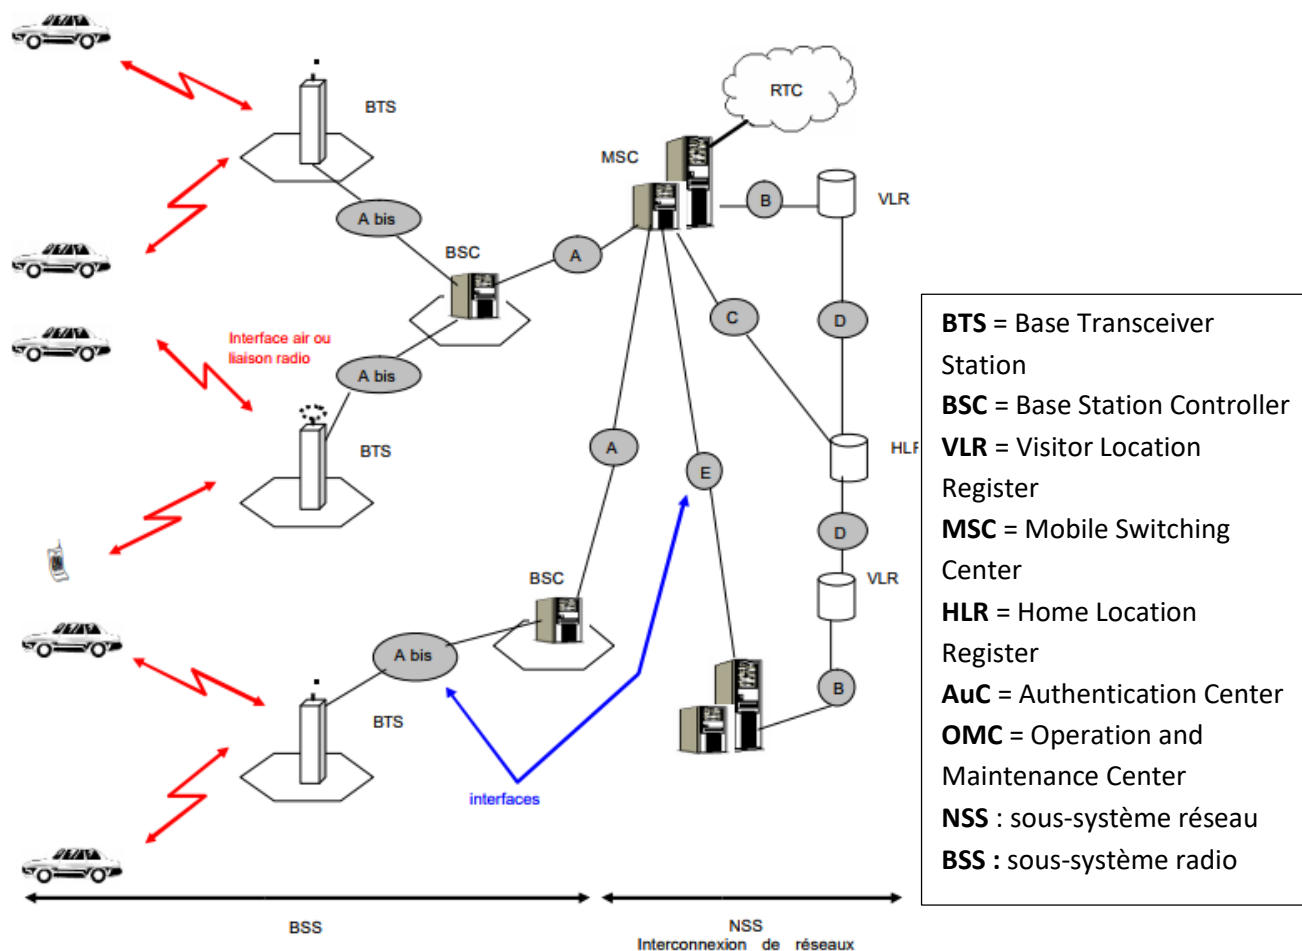 RTC
BTS
MSC
VLR
B
A bis
BSC
A
C
D
Interface air ou
liaison radio
A bis
BTS
A
E
HLR
D
BSC
VLR
A bis
B
BTS
interfaces
BSS
NSS
Interconnexion de réseaux
BTS = Base Transceiver
Station
BSC = Base Station Controller
VLR = Visitor Location
Register
MSC = Mobile Switching
Center
HLR = Home Location
Register
AuC = Authentication Center
OMC = Operation and
Maintenance Center
NSS : sous-système réseau
BSS : sous-système radio